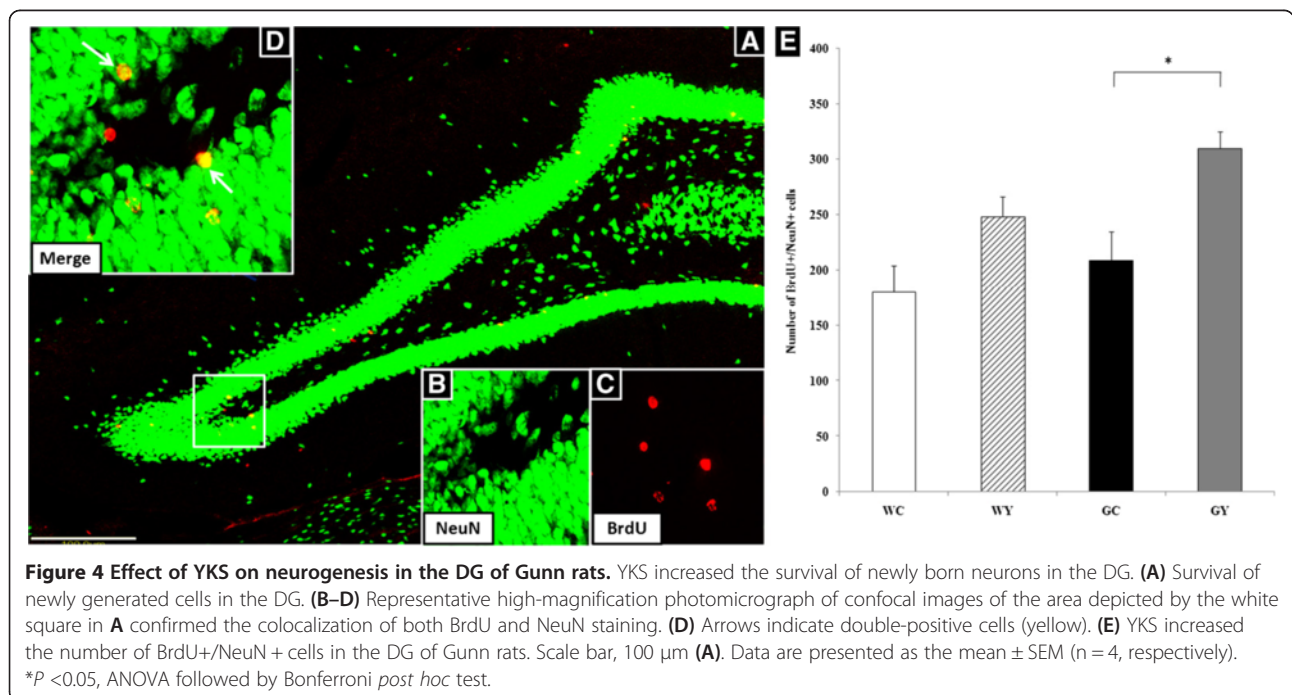 D
A
Merge
B
NeuN
C
BrdU
E
400
350
300
250
200
150
100
50
0
Number of BrdU+/NeuN+ cells
*
WC
WY
GC
GY
Figure 4 Effect of YKS on neurogenesis in the DG of Gunn rats. YKS increased the survival of newly born neurons in the DG. (A) Survival of
newly generated cells in the DG. (B–D) Representative high-magnification photomicrograph of confocal images of the area depicted by the white
square in A confirmed the colocalization of both BrdU and NeuN staining. (D) Arrows indicate double-positive cells (yellow). (E) YKS increased
the number of BrdU+/NeuN + cells in the DG of Gunn rats. Scale bar, 100 μm (A). Data are presented as the mean ± SEM (n = 4, respectively).
*P <0.05, ANOVA followed by Bonferroni post hoc test.